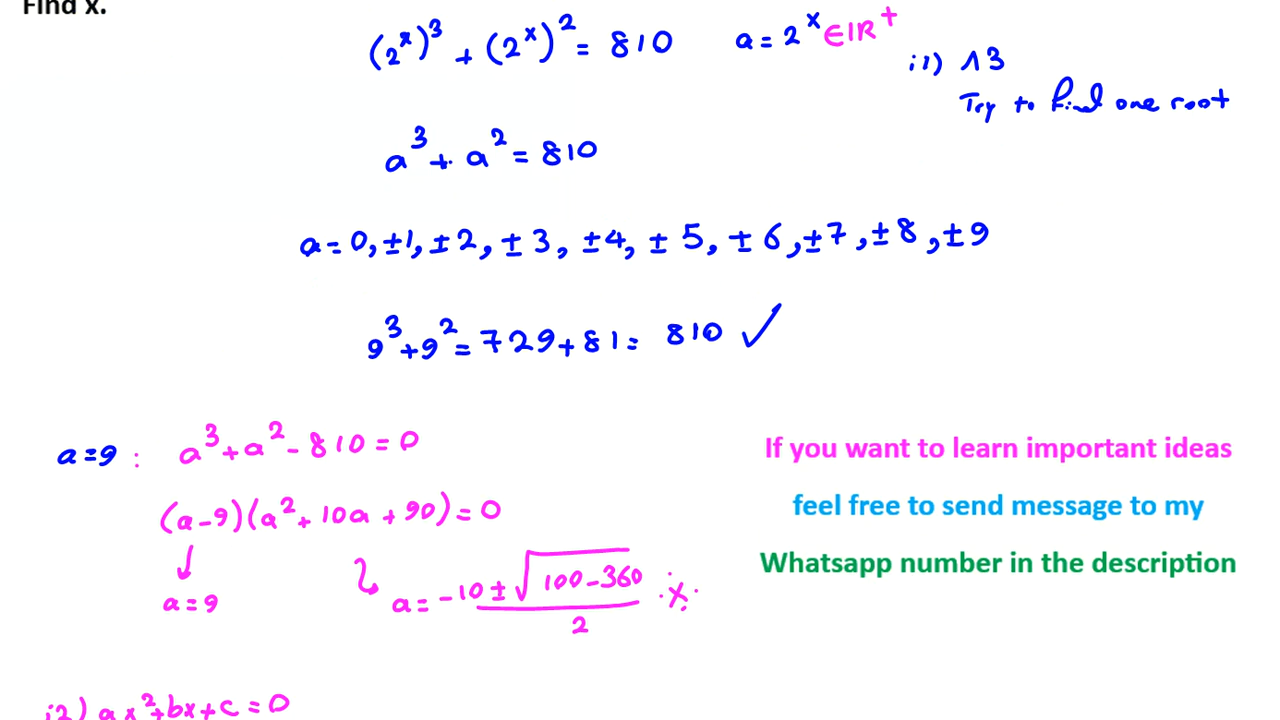 Find x.
(2^x)^3 + (2^x)^2 = 810 a = 2^x ∈ IR^+
i1) ^3
Try to find one root
a^3 + a^2 = 810
a = 0, ±1, ±2, ±3, ±4, ±5, ±6, ±7, ±8, ±9
9^3 + 9^2 = 729 + 81 = 810 ✓
a = 9 : a^3 + a^2 - 810 = 0
(a - 9)(a^2 + 10a + 90) = 0
a = 9 a = (-10 ± √(100 - 360))/2 .X.
If you want to learn important ideas
feel free to send message to my
Whatsapp number in the description
i2) ax^2 + bx + c = 0